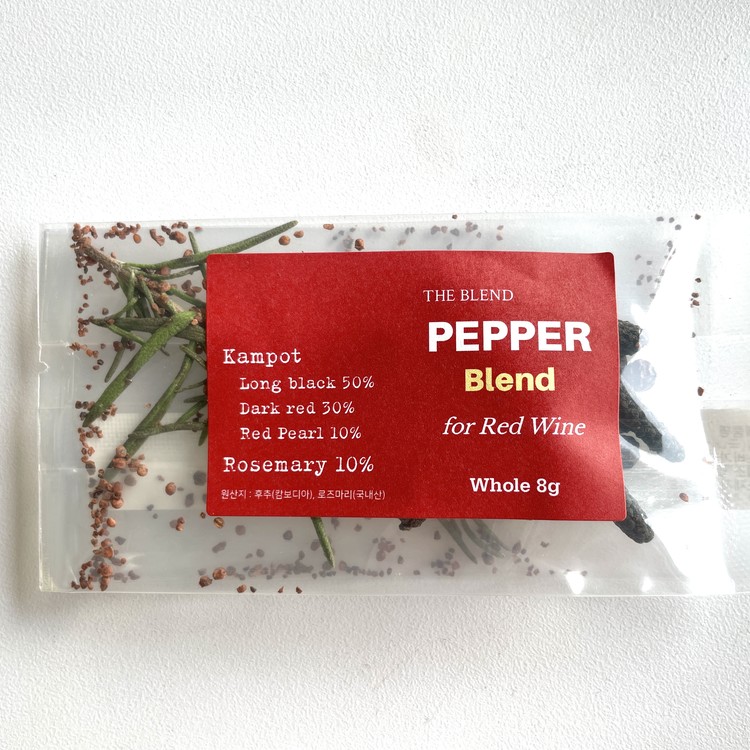 THE BLEND
PEPPER
Blend
for Red Wine
Whole 8g
Kampot
Long black 50%
Dark red 30%
Red Pearl 10%
Rosemary 10%
원산지 : 후추(캄보디아), 로즈마리(국내산)